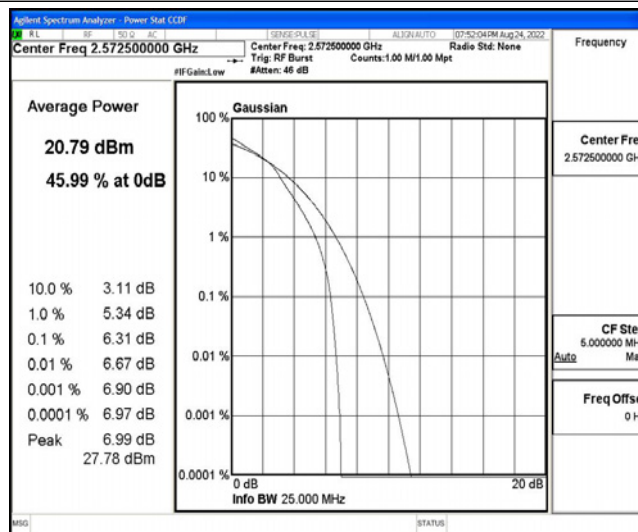 Agilent Spectrum Analyzer - Power Stat CCDF
RL RF 50 Ω AC SENSE:PULSE ALIGNAUTO 07:52:04PM Aug 24, 2022
Center Freq 2.572500000 GHz
Center Freq: 2.572500000 GHz Radio Std: None
Trig: RF Burst Counts:1.00 M/1.00 Mpt
#IFGain:Low #Atten: 46 dB
Frequency
Average Power
20.79 dBm
45.99 % at 0dB
10.0 % 3.11 dB
1.0 % 5.34 dB
0.1 % 6.31 dB
0.01 % 6.67 dB
0.001 % 6.90 dB
0.0001 % 6.97 dB
Peak 6.99 dB
27.78 dBm
Gaussian
100 %
10 %
1 %
0.1 %
0.01 %
0.001 %
0.0001 %
0 dB 20 dB
Info BW 25.000 MHz
Center Fre
2.572500000 GH
CF Ste
5.000000 MH
Auto Ma
Freq Offse
0 H
MSG STATUS